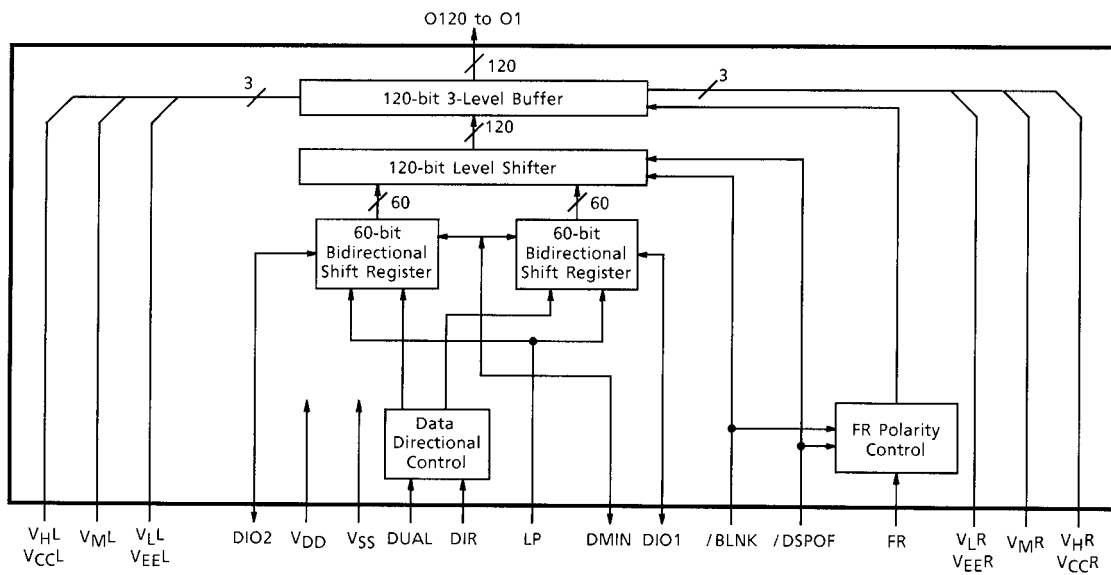 O120 to O1
120
3
120-bit 3-Level Buffer
3
120
120-bit Level Shifter
60
60
60-bit
Bidirectional
Shift Register
60-bit
Bidirectional
Shift Register
Data
Directional
Control
FR Polarity
Control
VHL
VCCL
VML
VLL
VEEL
DIO2
VDD
VSS
DUAL
DIR
LP
DMIN
DIO1
/BLNK
/DSPOF
FR
VLR
VEER
VMR
VHR
VCCR